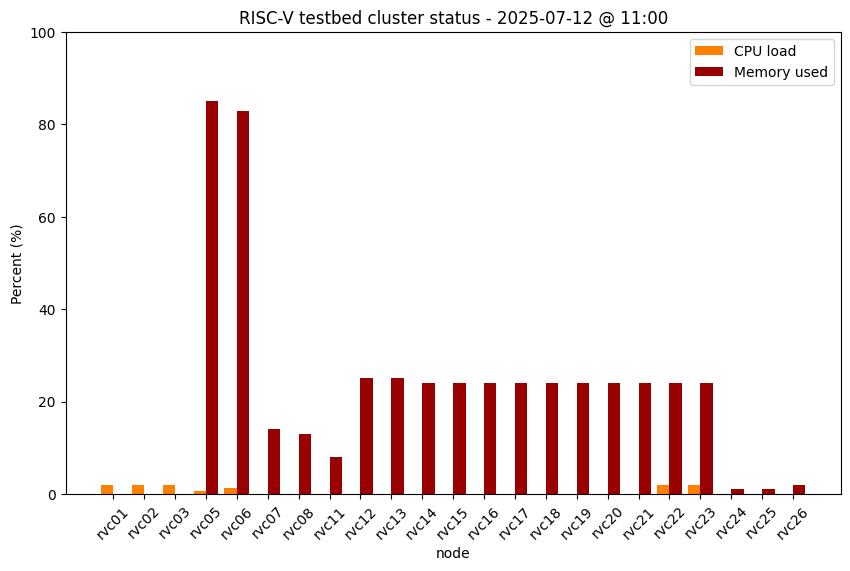 RISC-V testbed cluster status - 2025-07-12 @ 11:00
CPU load
Memory used
Percent (%)
100
80
60
40
20
0
rvc01 rvc02 rvc03 rvc05 rvc06 rvc07 rvc08 rvc11 rvc12 rvc13 rvc14 rvc15 rvc16 rvc17 rvc18 rvc19 rvc20 rvc21 rvc22 rvc23 rvc24 rvc25 rvc26
node